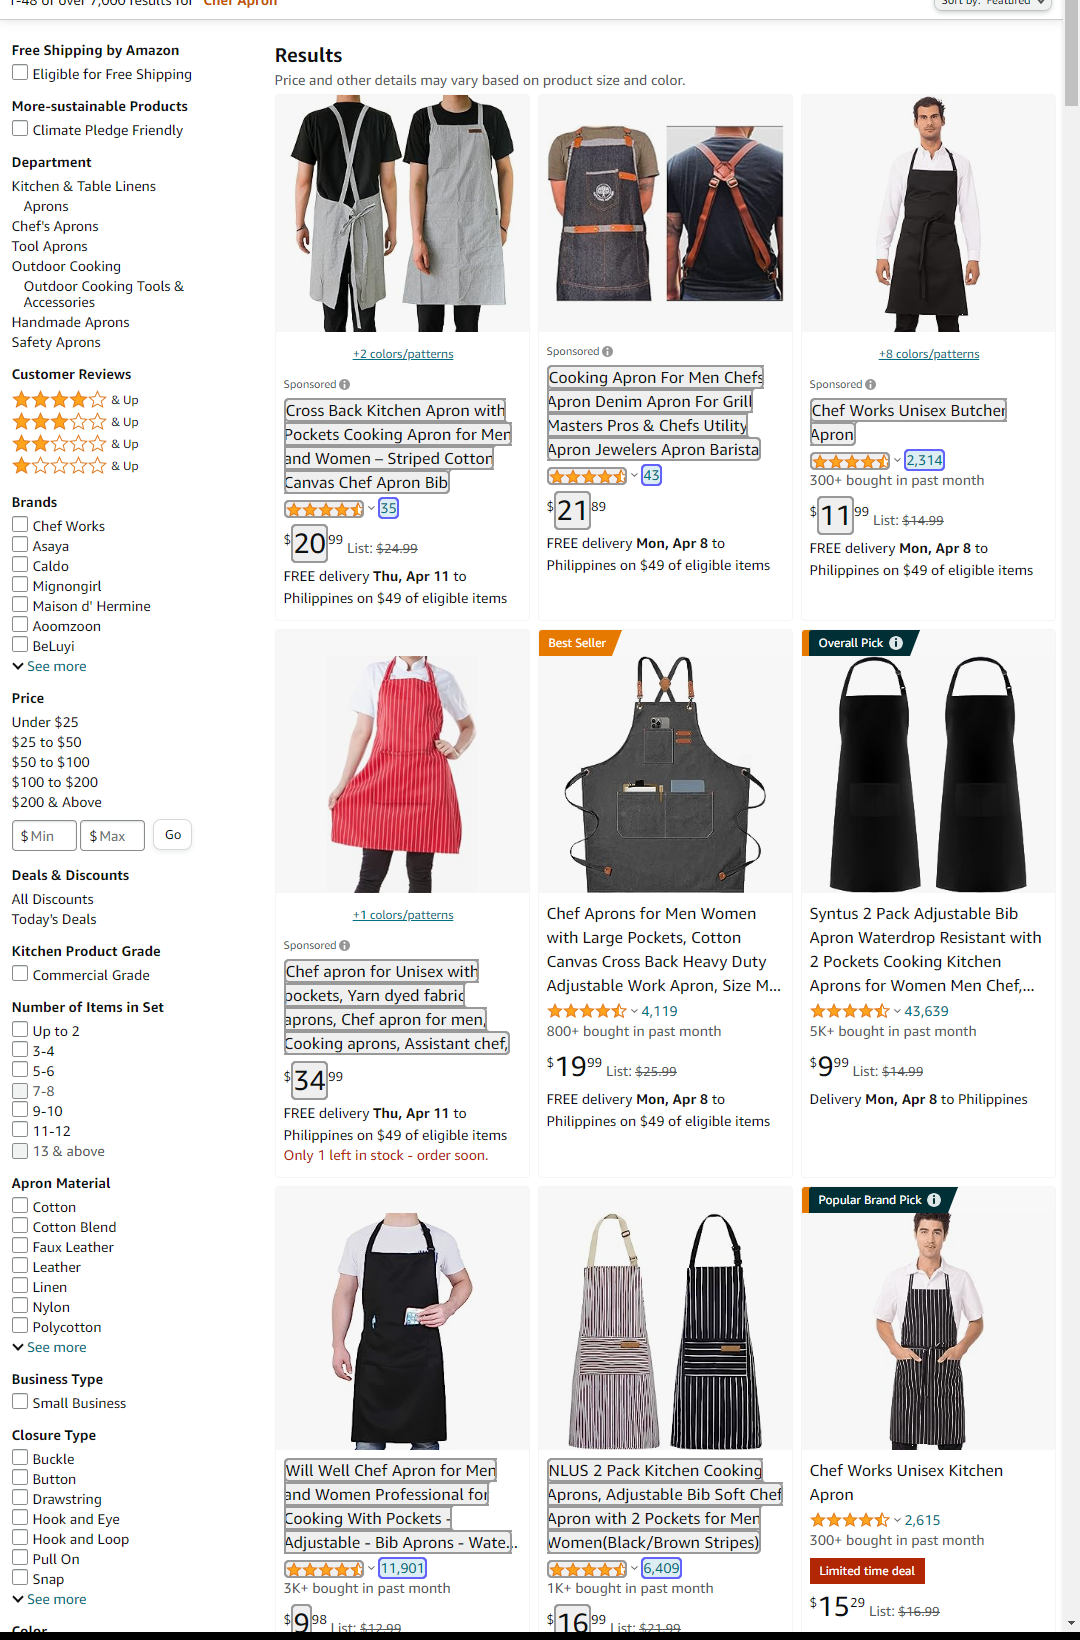 1-48 of over 7,000 results for "Chef Apron"
Sort by: Featured
Free Shipping by Amazon
Eligible for Free Shipping
More-sustainable Products
Climate Pledge Friendly
Department
Kitchen & Table Linens
Aprons
Chef's Aprons
Tool Aprons
Outdoor Cooking
Outdoor Cooking Tools &
Accessories
Handmade Aprons
Safety Aprons
Customer Reviews
& Up
& Up
& Up
& Up
Brands
Chef Works
Asaya
Caldo
Mignongirl
Maison d' Hermine
Aoomzoon
BeLuyi
See more
Price
Under $25
$25 to $50
$50 to $100
$100 to $200
$200 & Above
$ Min $ Max Go
Deals & Discounts
All Discounts
Today's Deals
Kitchen Product Grade
Commercial Grade
Number of Items in Set
Up to 2
3-4
5-6
7-8
9-10
11-12
13 & above
Apron Material
Cotton
Cotton Blend
Faux Leather
Leather
Linen
Nylon
Polycotton
See more
Business Type
Small Business
Closure Type
Buckle
Button
Drawstring
Hook and Eye
Hook and Loop
Pull On
Snap
See more
Color
Results
Price and other details may vary based on product size and color.
+2 colors/patterns
Sponsored
Cross Back Kitchen Apron with
Pockets Cooking Apron for Men
and Women – Striped Cotton
Canvas Chef Apron Bib
35
$20 99 List: $24.99
FREE delivery Thu, Apr 11 to
Philippines on $49 of eligible items
Sponsored
Cooking Apron For Men Chefs
Apron Denim Apron For Grill
Masters Pros & Chefs Utility
Apron Jewelers Apron Barista
43
$21 89
FREE delivery Mon, Apr 8 to
Philippines on $49 of eligible items
+8 colors/patterns
Sponsored
Chef Works Unisex Butcher
Apron
2,314
300+ bought in past month
$11 99 List: $14.99
FREE delivery Mon, Apr 8 to
Philippines on $49 of eligible items
+1 colors/patterns
Sponsored
Chef apron for Unisex with
pockets, Yarn dyed fabric
aprons, Chef apron for men,
Cooking aprons, Assistant chef,
$34 99
FREE delivery Thu, Apr 11 to
Philippines on $49 of eligible items
Only 1 left in stock - order soon.
Best Seller
Chef Aprons for Men Women
with Large Pockets, Cotton
Canvas Cross Back Heavy Duty
Adjustable Work Apron, Size M...
4,119
800+ bought in past month
$19 99 List: $25.99
FREE delivery Mon, Apr 8 to
Philippines on $49 of eligible items
Overall Pick
Syntus 2 Pack Adjustable Bib
Apron Waterdrop Resistant with
2 Pockets Cooking Kitchen
Aprons for Women Men Chef,...
43,639
5K+ bought in past month
$9 99 List: $14.99
Delivery Mon, Apr 8 to Philippines
Will Well Chef Apron for Men
and Women Professional for
Cooking With Pockets -
Adjustable - Bib Aprons - Wate...
11,901
3K+ bought in past month
$9 98 List: $12.99
NLUS 2 Pack Kitchen Cooking
Aprons, Adjustable Bib Soft Chef
Apron with 2 Pockets for Men
Women(Black/Brown Stripes)
6,409
1K+ bought in past month
$16 99 List: $21.99
Popular Brand Pick
Chef Works Unisex Kitchen
Apron
2,615
300+ bought in past month
Limited time deal
$15 29 List: $16.99